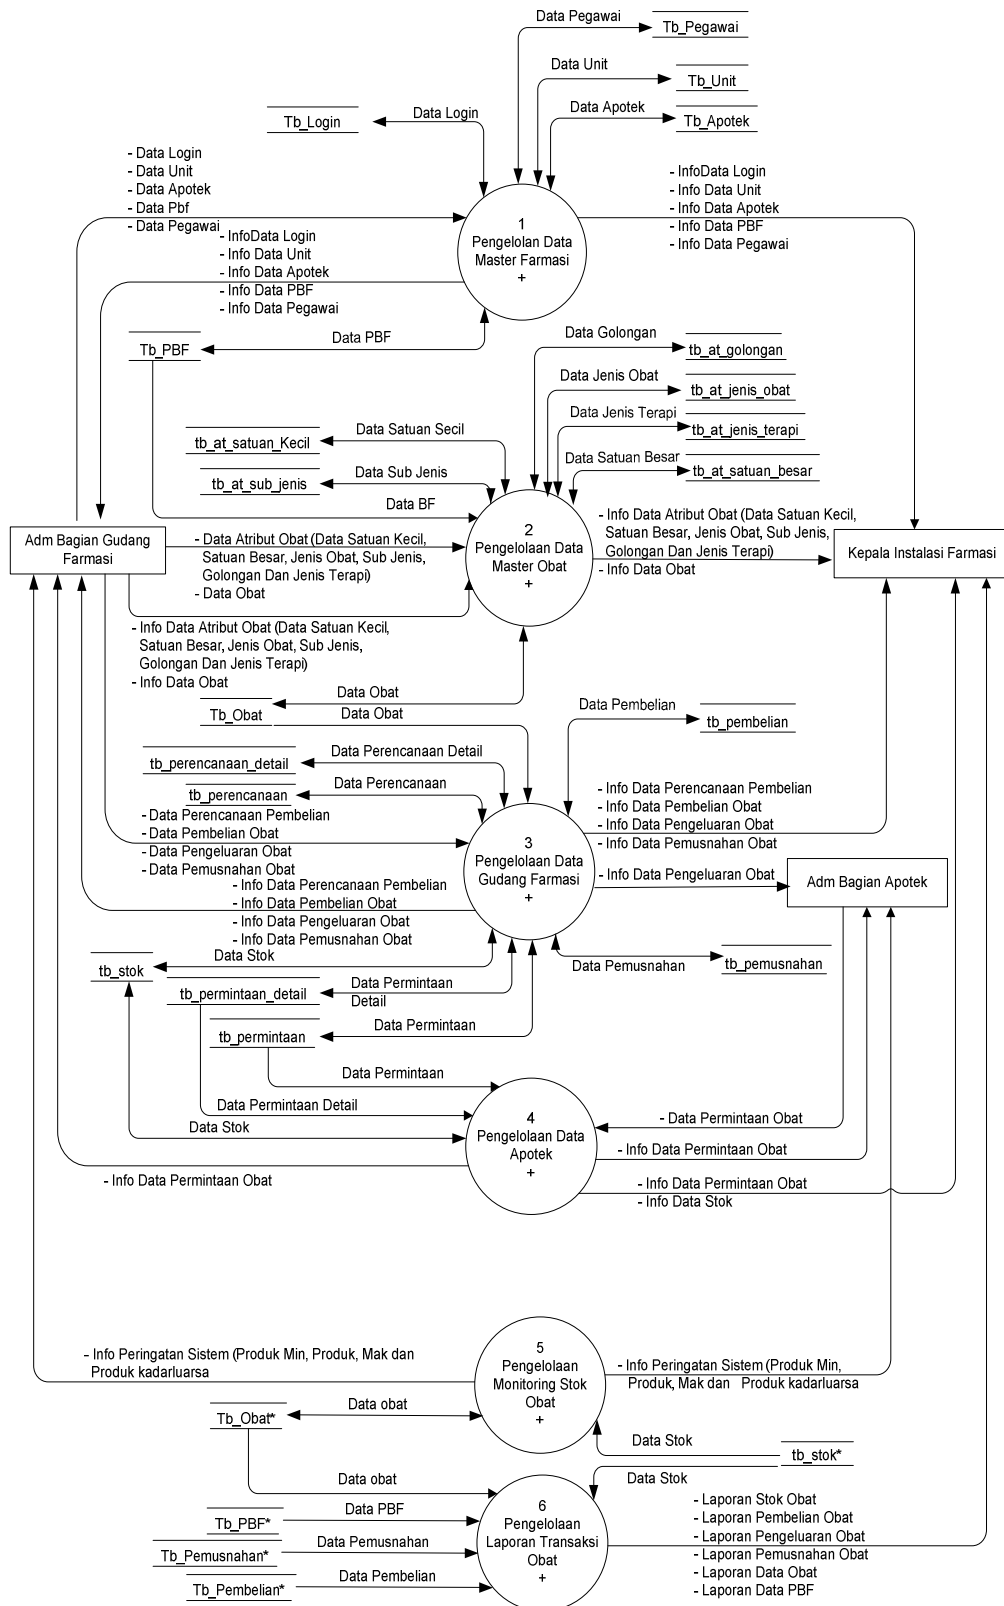 Data Pegawai
Tb_Pegawai
Data Unit
Tb_Unit
Data Apotek
Tb_Apotek
Data Login
Tb_Login
- Data Login
- Data Unit
- Data Apotek
- Data Pbf
- Data Pegawai
- InfoData Login
- Info Data Unit
- Info Data Apotek
- Info Data PBF
- Info Data Pegawai
1
Pengelolan Data
Master Farmasi
+
- InfoData Login
- Info Data Unit
- Info Data Apotek
- Info Data PBF
- Info Data Pegawai
Data PBF
Tb_PBF
Data Golongan
tb_at_golongan
Data Jenis Obat
tb_at_jenis_obat
Data Jenis Terapi
tb_at_jenis_terapi
Data Satuan Besar
tb_at_satuan_besar
Data Satuan Secil
tb_at_satuan_Kecil
Data Sub Jenis
tb_at_sub_jenis
Data BF
Adm Bagian Gudang
Farmasi
- Data Atribut Obat (Data Satuan Kecil,
Satuan Besar, Jenis Obat, Sub Jenis,
Golongan Dan Jenis Terapi)
- Data Obat
2
Pengelolaan Data
Master Obat
+
- Info Data Atribut Obat (Data Satuan Kecil,
Satuan Besar, Jenis Obat, Sub Jenis,
Golongan Dan Jenis Terapi)
- Info Data Obat
Kepala Instalasi Farmasi
- Info Data Atribut Obat (Data Satuan Kecil,
Satuan Besar, Jenis Obat, Sub Jenis,
Golongan Dan Jenis Terapi)
- Info Data Obat
Data Obat
Tb_Obat
Data Obat
Data Pembelian
tb_pembelian
Data Perencanaan Detail
tb_perencanaan_detail
Data Perencanaan
tb_perencanaan
- Data Perencanaan Pembelian
- Data Pembelian Obat
- Data Pengeluaran Obat
- Data Pemusnahan Obat
3
Pengelolaan Data
Gudang Farmasi
+
- Info Data Perencanaan Pembelian
- Info Data Pembelian Obat
- Info Data Pengeluaran Obat
- Info Data Pemusnahan Obat
- Info Data Pengeluaran Obat
Adm Bagian Apotek
- Info Data Perencanaan Pembelian
- Info Data Pembelian Obat
- Info Data Pengeluaran Obat
- Info Data Pemusnahan Obat
Data Stok
tb_stok
Data Pemusnahan
tb_pemusnahan
Data Permintaan
Detail
tb_permintaan_detail
Data Permintaan
tb_permintaan
Data Permintaan
Data Permintaan Detail
Data Stok
4
Pengelolaan Data
Apotek
+
- Data Permintaan Obat
- Info Data Permintaan Obat
- Info Data Permintaan Obat
- Info Data Permintaan Obat
- Info Data Stok
- Info Peringatan Sistem (Produk Min, Produk, Mak dan
Produk kadarluarsa
5
Pengelolaan
Monitoring Stok
Obat
+
- Info Peringatan Sistem (Produk Min,
Produk, Mak dan Produk kadarluarsa
Data obat
Tb_Obat*
Data Stok
tb_stok*
Data Stok
Data obat
Data PBF
Tb_PBF*
Data Pemusnahan
Tb_Pemusnahan*
Data Pembelian
Tb_Pembelian*
6
Pengelolaan
Laporan Transaksi
Obat
+
- Laporan Stok Obat
- Laporan Pembelian Obat
- Laporan Pengeluaran Obat
- Laporan Pemusnahan Obat
- Laporan Data Obat
- Laporan Data PBF